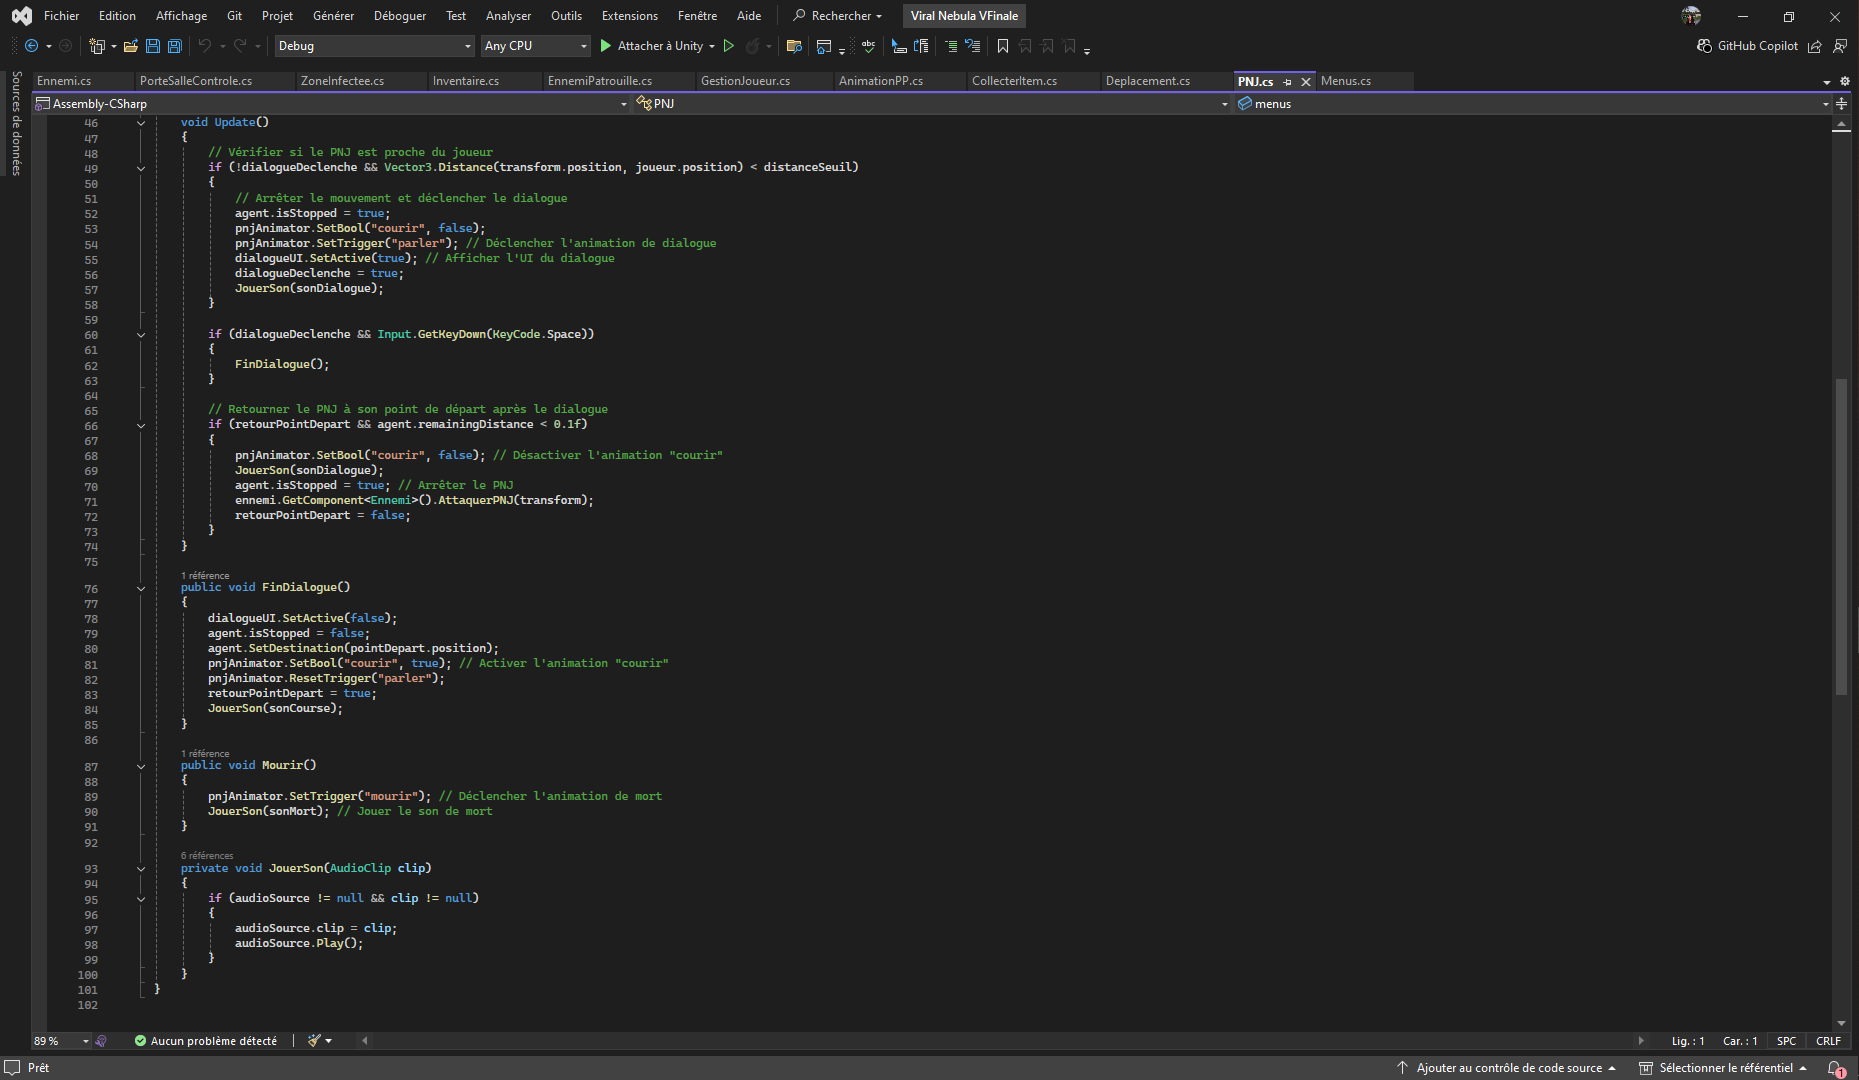 Fichier Edition Affichage Git Projet Générer Déboguer Test Analyser Outils Extensions Fenêtre Aide Rechercher Viral Nebula VFinale
Debug Any CPU Attacher à Unity GitHub Copilot
Sources de données
Ennemi.cs PorteSalleControle.cs ZoneInfectee.cs Inventaire.cs EnnemiPatrouille.cs GestionJoueur.cs AnimationPP.cs CollecterItem.cs Deplacement.cs PNJ.cs Menus.cs
Assembly-CSharp PNJ menus
46 void Update()
47 {
48 // Vérifier si le PNJ est proche du joueur
49 if (!dialogueDeclenche && Vector3.Distance(transform.position, joueur.position) < distanceSeuil)
50 {
51 // Arrêter le mouvement et déclencher le dialogue
52 agent.isStopped = true;
53 pnjAnimator.SetBool("courir", false);
54 pnjAnimator.SetTrigger("parler"); // Déclencher l'animation de dialogue
55 dialogueUI.SetActive(true); // Afficher l'UI du dialogue
56 dialogueDeclenche = true;
57 JouerSon(sonDialogue);
58 }
59
60 if (dialogueDeclenche && Input.GetKeyDown(KeyCode.Space))
61 {
62 FinDialogue();
63 }
64
65 // Retourner le PNJ à son point de départ après le dialogue
66 if (retourPointDepart && agent.remainingDistance < 0.1f)
67 {
68 pnjAnimator.SetBool("courir", false); // Désactiver l'animation "courir"
69 JouerSon(sonDialogue);
70 agent.isStopped = true; // Arrêter le PNJ
71 ennemi.GetComponent<Ennemi>().AttaquerPNJ(transform);
72 retourPointDepart = false;
73 }
74 }
75
1 référence
76 public void FinDialogue()
77 {
78 dialogueUI.SetActive(false);
79 agent.isStopped = false;
80 agent.SetDestination(pointDepart.position);
81 pnjAnimator.SetBool("courir", true); // Activer l'animation "courir"
82 pnjAnimator.ResetTrigger("parler");
83 retourPointDepart = true;
84 JouerSon(sonCourse);
85 }
86
1 référence
87 public void Mourir()
88 {
89 pnjAnimator.SetTrigger("mourir"); // Déclencher l'animation de mort
90 JouerSon(sonMort); // Jouer le son de mort
91 }
92
6 références
93 private void JouerSon(AudioClip clip)
94 {
95 if (audioSource != null && clip != null)
96 {
97 audioSource.clip = clip;
98 audioSource.Play();
99 }
100 }
101 }
102
89 % Aucun problème détecté Lig. : 1 Car. : 1 SPC CRLF
Prêt Ajouter au contrôle de code source Sélectionner le référentiel 1